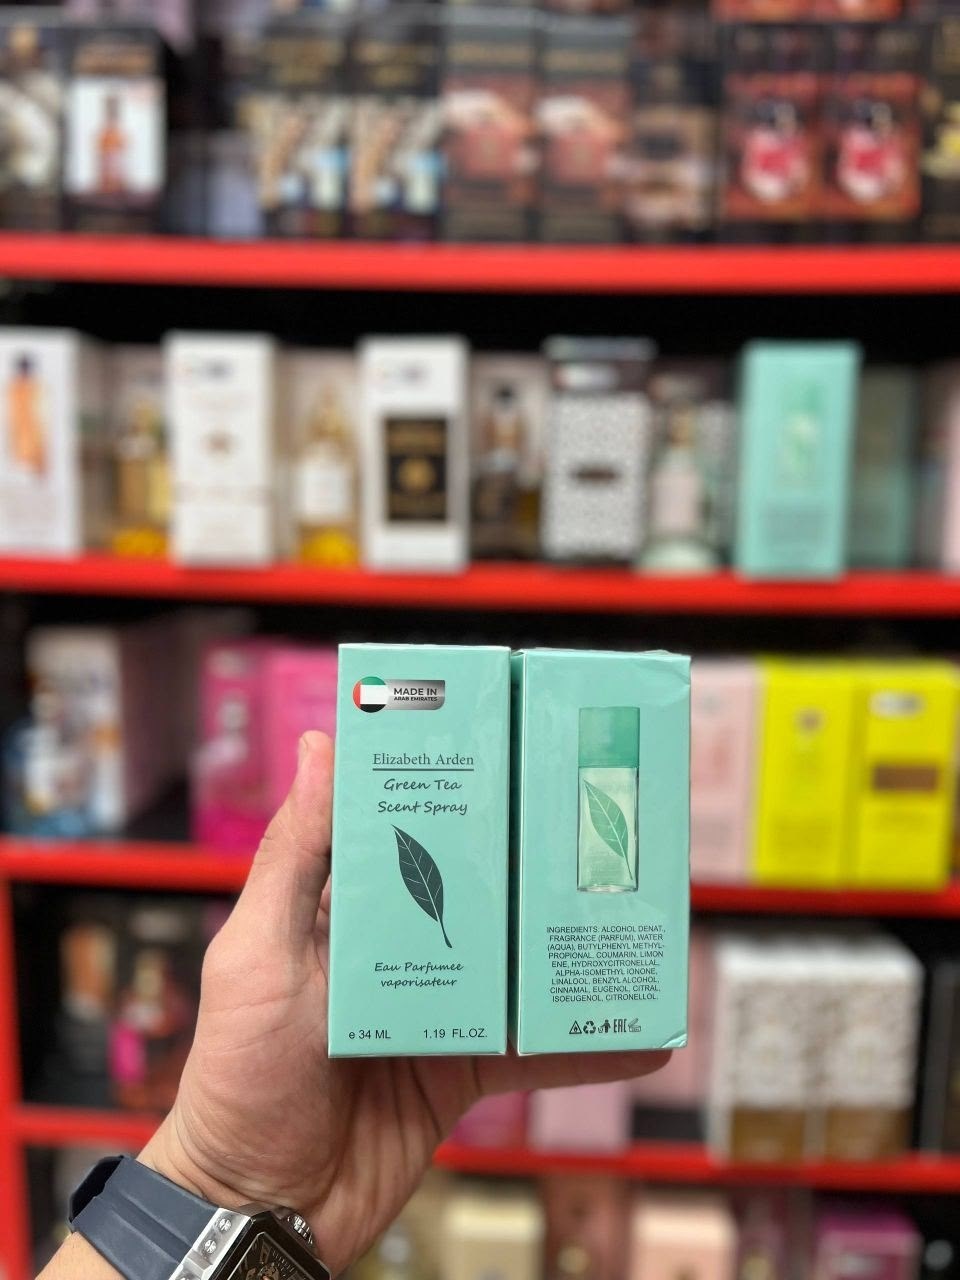 MADE IN
ARAB EMIRATES
Elizabeth Arden
Green Tea
Scent Spray
Eau Parfumee
vaporisateur
e 34 ML 1.19 FL.OZ.
INGREDIENTS: ALCOHOL DENAT.,
FRAGRANCE (PARFUM), WATER
(AQUA), BUTYLPHENYL METHYL-
PROPIONAL, COUMARIN, LIMON
ENE, HYDROXYCITRONELLAL,
ALPHA-ISOMETHYL IONONE,
LINALOOL, BENZYL ALCOHOL,
CINNAMAL, EUGENOL, CITRAL,
ISOEUGENOL, CITRONELLOL.
EAC